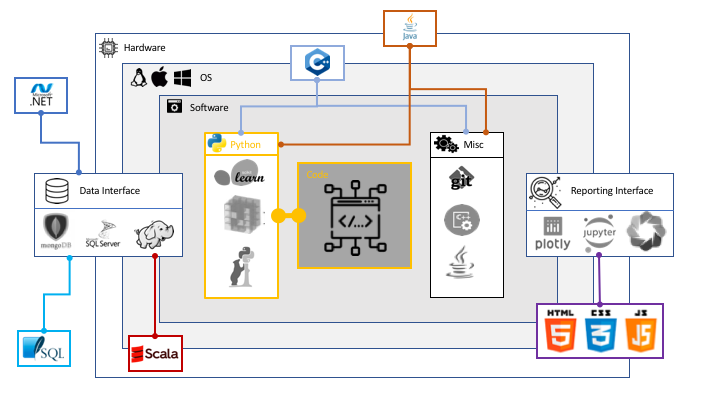 Java
Hardware
C++
OS
Microsoft
.NET
Software
Python
Misc
learn
Code
Data Interface
Reporting Interface
git
</...>
mongoDB
SQL Server
plotly
jupyter
HTML
CSS
JS
5
3
5
SQL
Scala